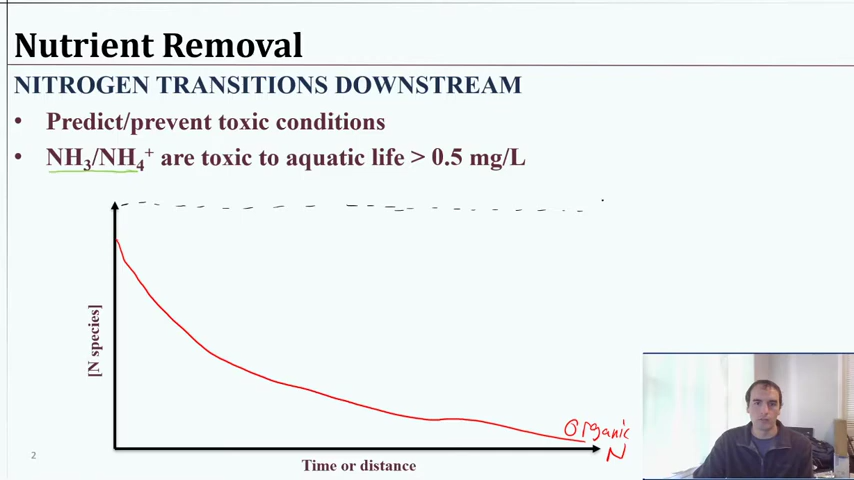 Nutrient Removal
NITROGEN TRANSITIONS DOWNSTREAM
• Predict/prevent toxic conditions
• NH₃/NH₄⁺ are toxic to aquatic life > 0.5 mg/L
[N species]
Organic
N
Time or distance
2